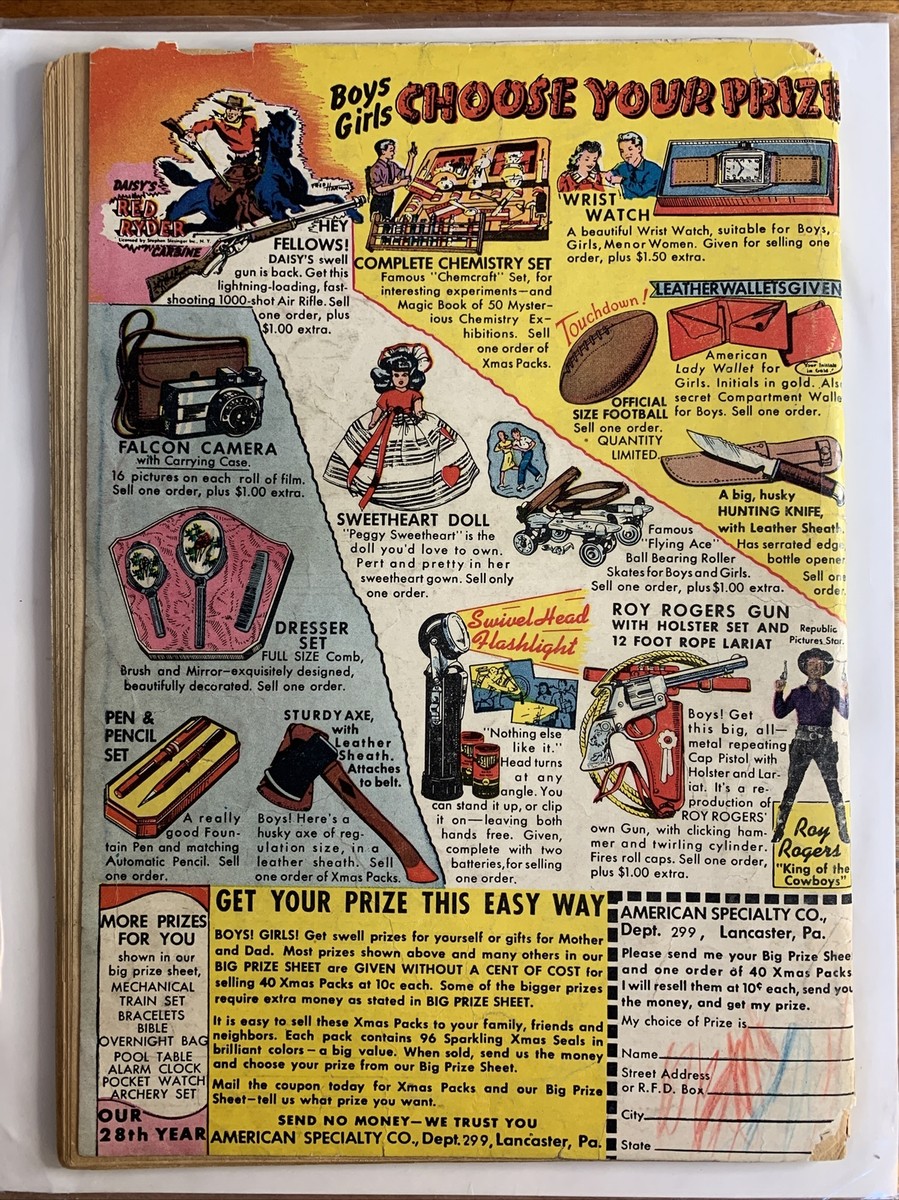 Boys
Girls
CHOOSE YOUR PRIZE
DAISY'S
RED
RYDER
Licensed by Stephen Slesinger Inc., N. Y.
CARBINE
FRED HARMAN
HEY
FELLOWS!
DAISY'S swell
gun is back. Get this
lightning-loading, fast-
shooting 1000-shot Air Rifle. Sell
one order, plus
$1.00 extra.
COMPLETE CHEMISTRY SET
Famous "Chemcraft" Set, for
interesting experiments—and
Magic Book of 50 Myster-
ious Chemistry Ex-
hibitions. Sell
one order of
Xmas Packs.
WRIST
WATCH
A beautiful Wrist Watch, suitable for Boys,
Girls, Men or Women. Given for selling one
order, plus $1.50 extra.
Touchdown!
OFFICIAL
SIZE FOOTBALL
Sell one order.
QUANTITY
LIMITED.
LEATHER WALLETS GIVEN
American
Lady Wallet for
Girls. Initials in gold. Als
secret Compartment Walle
for Boys. Sell one order.
Your Initials
in Gold
A big, husky
HUNTING KNIFE,
with Leather Sheath.
Has serrated edge
bottle opener
Sell one
order.
FALCON CAMERA
with Carrying Case.
16 pictures on each roll of film.
Sell one order, plus $1.00 extra.
SWEETHEART DOLL
"Peggy Sweetheart" is the
doll you'd love to own.
Pert and pretty in her
sweetheart gown. Sell only
one order.
Famous
"Flying Ace"
Ball Bearing Roller
Skates for Boys and Girls.
Sell one order, plus $1.00 extra.
DRESSER
SET
FULL SIZE Comb,
Brush and Mirror—exquisitely designed,
beautifully decorated. Sell one order.
Swivel Head
Flashlight
"Nothing else
like it."
Head turns
at any
angle. You
can stand it up, or clip
it on—leaving both
hands free. Given,
complete with two
batteries, for selling
one order.
ROY ROGERS GUN
WITH HOLSTER SET AND
12 FOOT ROPE LARIAT
Republic
Pictures Star
Boys! Get
this big, all-
metal repeating
Cap Pistol with
Holster and Lar-
iat. It's a re-
production of
ROY ROGERS'
own Gun, with clicking ham-
mer and twirling cylinder.
Fires roll caps. Sell one order,
plus $1.00 extra.
Roy
Rogers
"King of the
Cowboys"
PEN &
PENCIL
SET
A really
good Foun-
tain Pen and matching
Automatic Pencil. Sell
one order.
STURDY AXE,
with
Leather
Sheath.
Attaches
to belt.
Boys! Here's a
husky axe of reg-
ulation size, in a
leather sheath. Sell
one order of Xmas Packs.
MORE PRIZES
FOR YOU
shown in our
big prize sheet,
MECHANICAL
TRAIN SET
BRACELETS
BIBLE
OVERNIGHT BAG
POOL TABLE
ALARM CLOCK
POCKET WATCH
ARCHERY SET
OUR
28th YEAR
GET YOUR PRIZE THIS EASY WAY
BOYS! GIRLS! Get swell prizes for yourself or gifts for Mother
and Dad. Most prizes shown above and many others in our
BIG PRIZE SHEET are GIVEN WITHOUT A CENT OF COST for
selling 40 Xmas Packs at 10c each. Some of the bigger prizes
require extra money as stated in BIG PRIZE SHEET.
It is easy to sell these Xmas Packs to your family, friends and
neighbors. Each pack contains 96 Sparkling Xmas Seals in
brilliant colors—a big value. When sold, send us the money
and choose your prize from our Big Prize Sheet.
Mail the coupon today for Xmas Packs and our Big Prize
Sheet—tell us what prize you want.
SEND NO MONEY—WE TRUST YOU
AMERICAN SPECIALTY CO., Dept. 299, Lancaster, Pa.
AMERICAN SPECIALTY CO.,
Dept. 299, Lancaster, Pa.
Please send me your Big Prize Shee
and one order of 40 Xmas Packs
I will resell them at 10¢ each, send you
the money, and get my prize.
My choice of Prize is
Name
Street Address
or R.F.D. Box
City
State